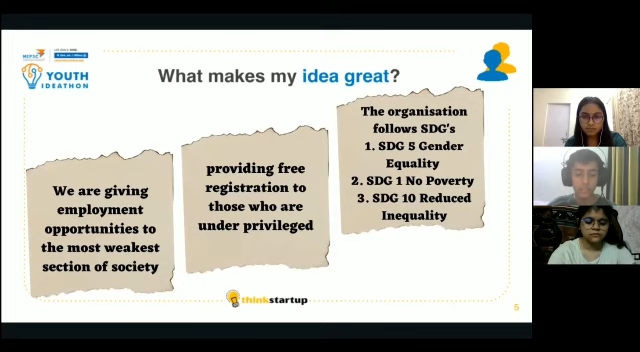 MEPSC
YOUTH
IDEATHON
What makes my idea great?
We are giving
employment
opportunities to
the most weakest
section of society
providing free
registration to
those who are
under privileged
The organisation
follows SDG's
1. SDG 5 Gender
Equality
2. SDG 1 No Poverty
3. SDG 10 Reduced
Inequality
thinkstartup
5